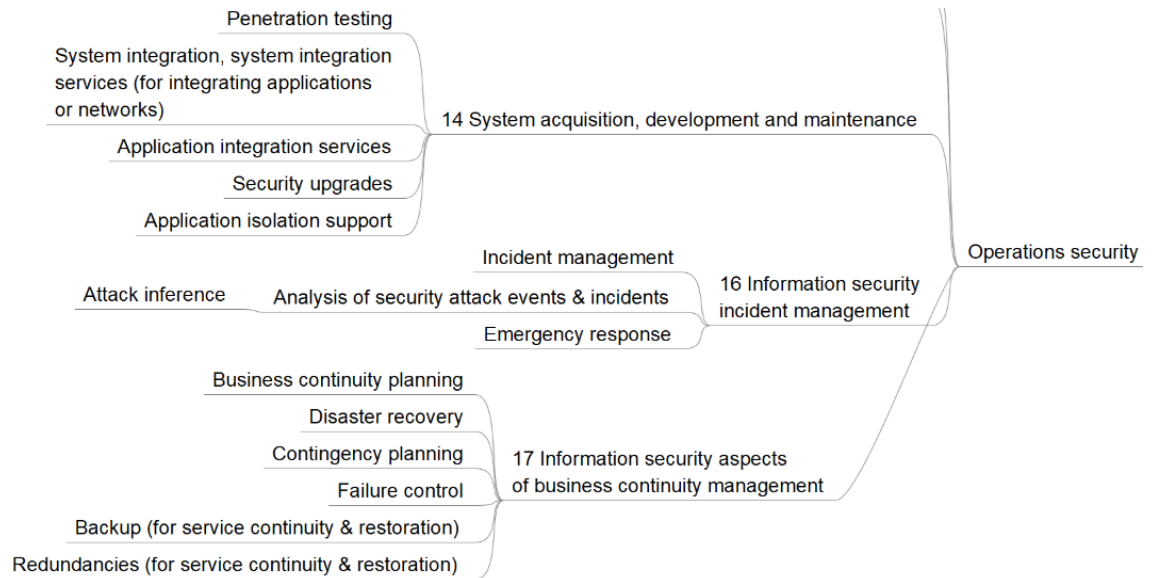 Penetration testing
System integration, system integration
services (for integrating applications
or networks)
14 System acquisition, development and maintenance
Application integration services
Security upgrades
Application isolation support
Operations security
Incident management
16 Information security
incident management
Attack inference
Analysis of security attack events & incidents
Emergency response
Business continuity planning
Disaster recovery
Contingency planning
17 Information security aspects
of business continuity management
Failure control
Backup (for service continuity & restoration)
Redundancies (for service continuity & restoration)